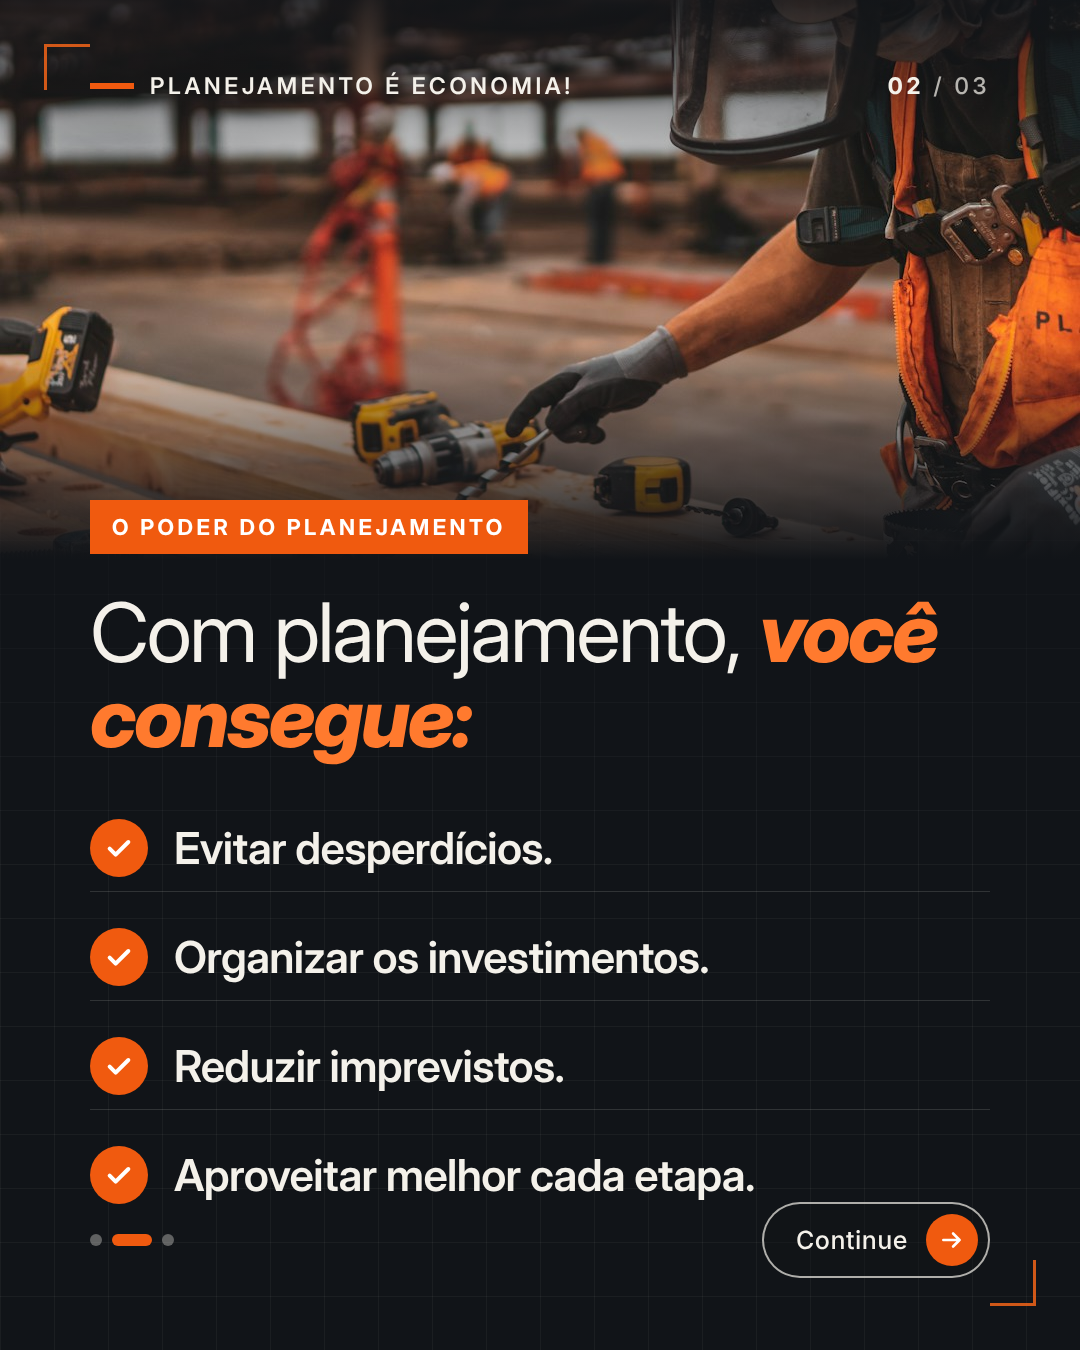 PLANEJAMENTO É ECONOMIA!
02 / 03
PL
O PODER DO PLANEJAMENTO
Com planejamento, você
consegue:
Evitar desperdícios.
Organizar os investimentos.
Reduzir imprevistos.
Aproveitar melhor cada etapa.
Continue